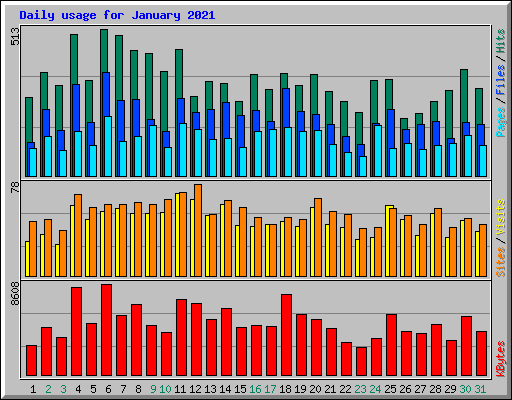 Daily usage for January 2021
513
Pages / Files / Hits
78
Sites / Visits
8608
KBytes
1 2 3 4 5 6 7 8 9 10 11 12 13 14 15 16 17 18 19 20 21 22 23 24 25 26 27 28 29 30 31